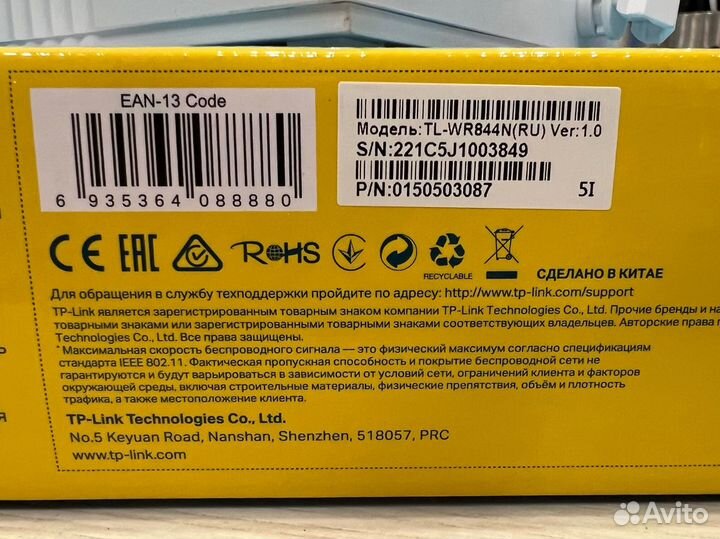 EAN-13 Code
6 935364 088880
Модель:TL-WR844N(RU) Ver:1.0
S/N:221C5J1003849
P/N:0150503087 5I
CE EAC RoHS
RECYCLABLE
СДЕЛАНО В КИТАЕ
Для обращения в службу техподдержки пройдите по адресу: http://www.tp-link.com/support
TP-Link является зарегистрированным товарным знаком компании TP-Link Technologies Co., Ltd. Прочие бренды и на
товарными знаками или зарегистрированными товарными знаками соответствующих владельцев. Авторские права
Technologies Co., Ltd. Все права защищены.
*Максимальная скорость беспроводного сигнала — это физический максимум согласно спецификациям
стандарта IEEE 802.11. Фактическая пропускная способность и покрытие беспроводной сети не
гарантируются и будут варьироваться в зависимости от условий сети, ограничений клиента и факторов
окружающей среды, включая строительные материалы, физические препятствия, объём и плотность
трафика, а также местоположение клиента.
TP-Link Technologies Co., Ltd.
No.5 Keyuan Road, Nanshan, Shenzhen, 518057, PRC
www.tp-link.com
Avito